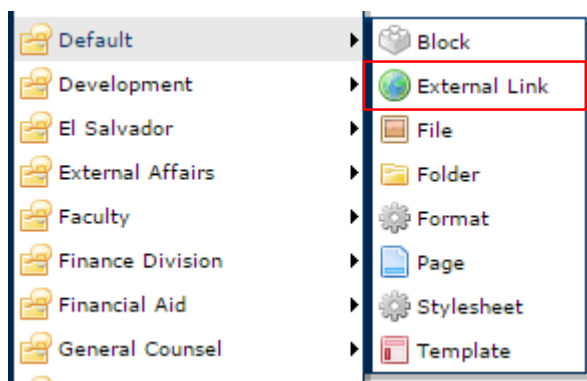 Default
Development
El Salvador
External Affairs
Faculty
Finance Division
Financial Aid
General Counsel
Block
External Link
File
Folder
Format
Page
Stylesheet
Template